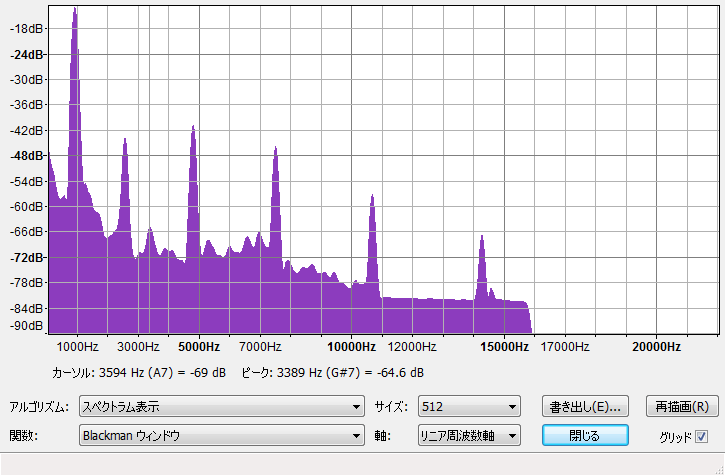 -18dB
-24dB
-30dB
-36dB
-42dB
-48dB
-54dB
-60dB
-66dB
-72dB
-78dB
-84dB
-90dB
1000Hz 3000Hz 5000Hz 7000Hz 10000Hz 12000Hz 15000Hz 17000Hz 20000Hz
カーソル: 3594 Hz (A7) = -69 dB ピーク: 3389 Hz (G#7) = -64.6 dB
アルゴリズム: スペクトラム表示 サイズ: 512 書き出し(E)... 再描画(R)
関数: Blackman ウィンドウ 軸: リニア周波数軸 閉じる グリッド